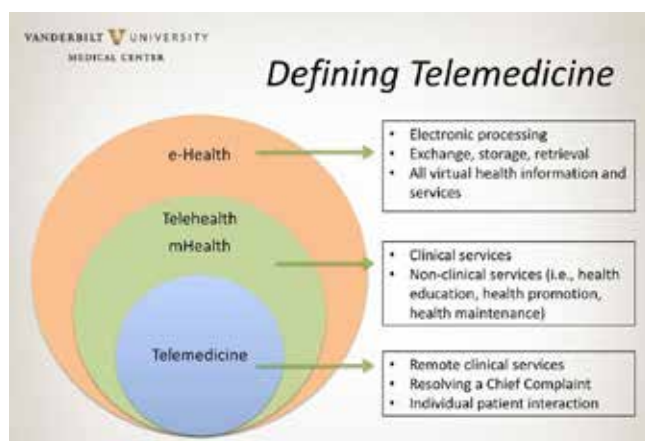 VANDERBILT V UNIVERSITY
MEDICAL CENTER
Defining Telemedicine
e-Health
• Electronic processing
• Exchange, storage, retrieval
• All virtual health information and
services
Telehealth
mHealth
• Clinical services
• Non-clinical services (i.e., health
education, health promotion,
health maintenance)
Telemedicine
• Remote clinical services
• Resolving a Chief Complaint
• Individual patient interaction